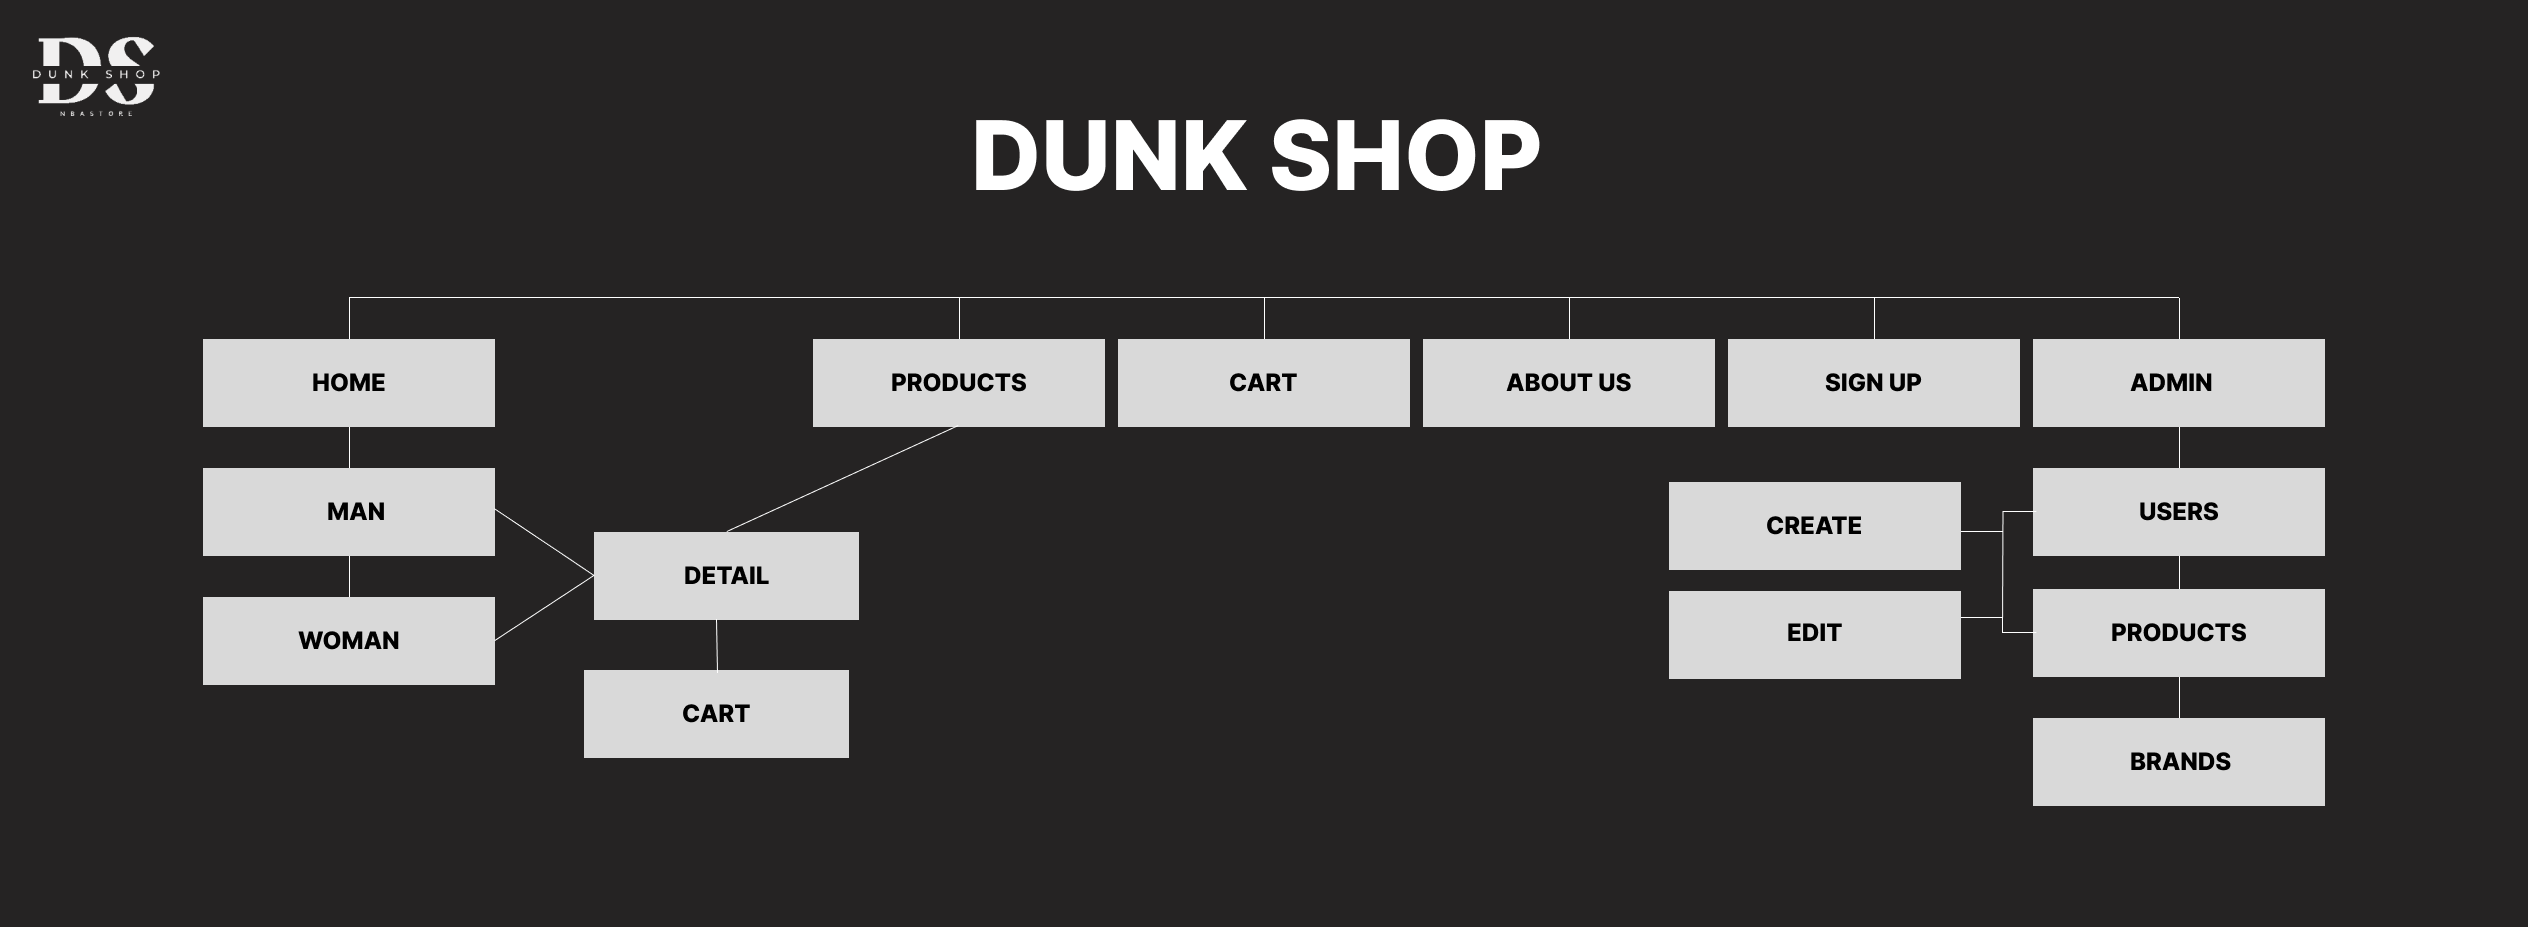 DUNK SHOP
NBASTORE
DUNK SHOP
HOME
PRODUCTS
CART
ABOUT US
SIGN UP
ADMIN
MAN
WOMAN
DETAIL
CART
CREATE
EDIT
USERS
PRODUCTS
BRANDS